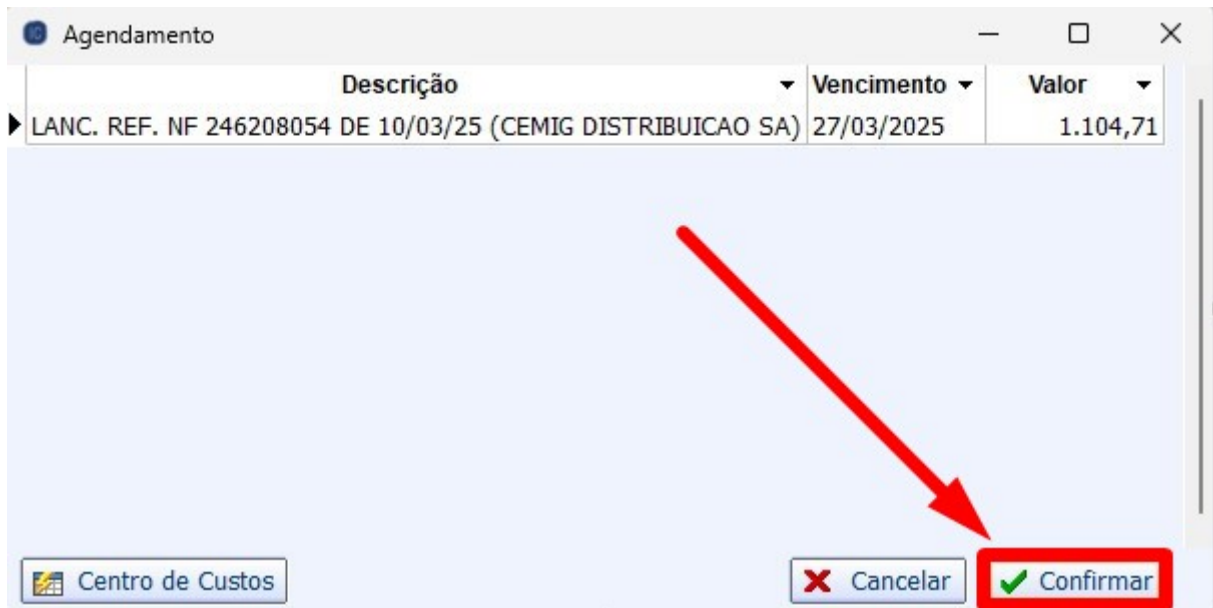 Agendamento
Descrição Vencimento Valor
LANC. REF. NF 246208054 DE 10/03/25 (CEMIG DISTRIBUICAO SA) 27/03/2025 1.104,71
Centro de Custos Cancelar Confirmar